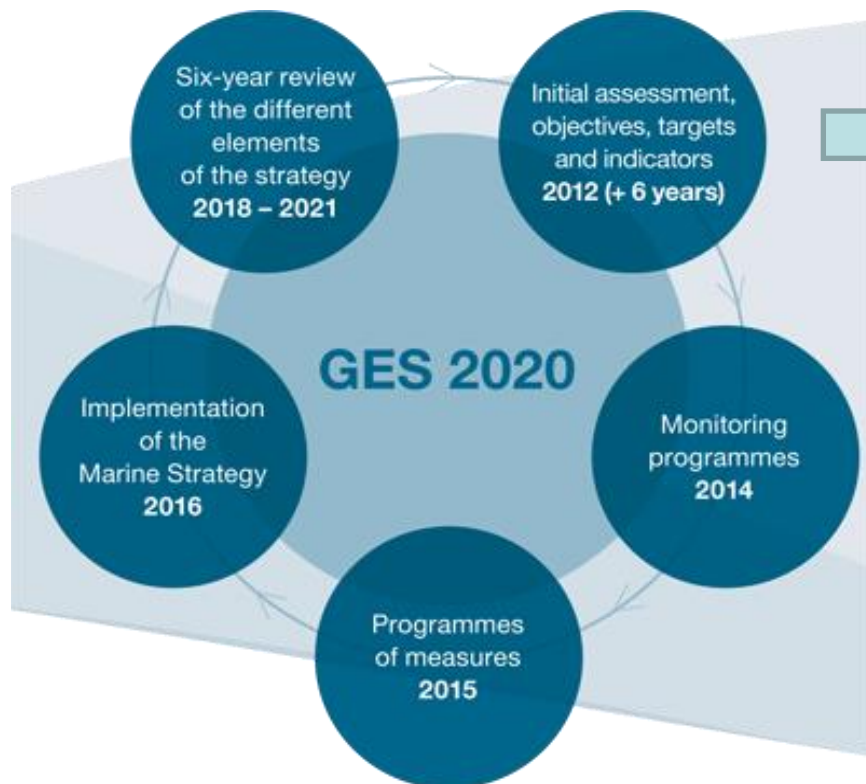 Six-year review
of the different
elements
of the strategy
2018 – 2021
Initial assessment,
objectives, targets
and indicators
2012 (+ 6 years)
GES 2020
Implementation
of the
Marine Strategy
2016
Monitoring
programmes
2014
Programmes
of measures
2015